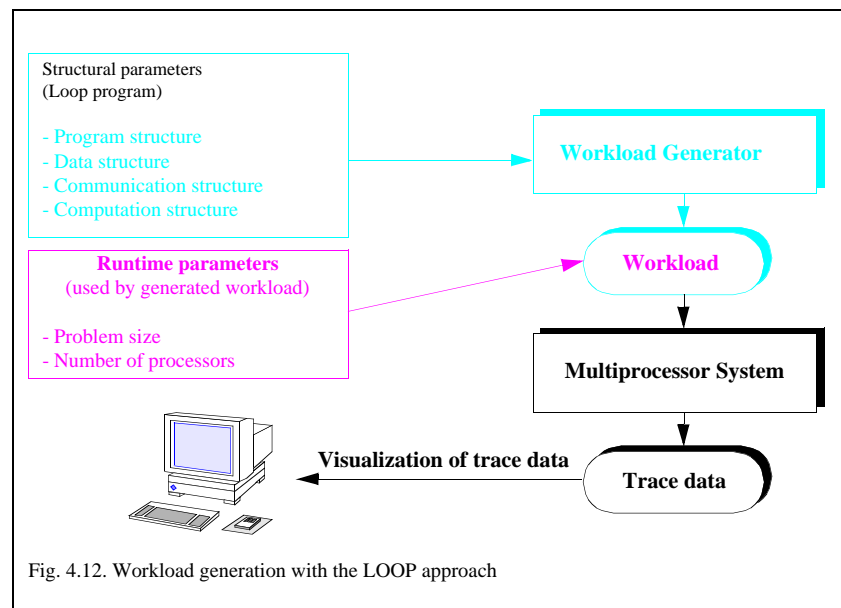 Structural parameters
(Loop program)
- Program structure
- Data structure
- Communication structure
- Computation structure
Workload Generator
Runtime parameters
(used by generated workload)
- Problem size
- Number of processors
Workload
Multiprocessor System
Visualization of trace data
Trace data
Fig. 4.12. Workload generation with the LOOP approach